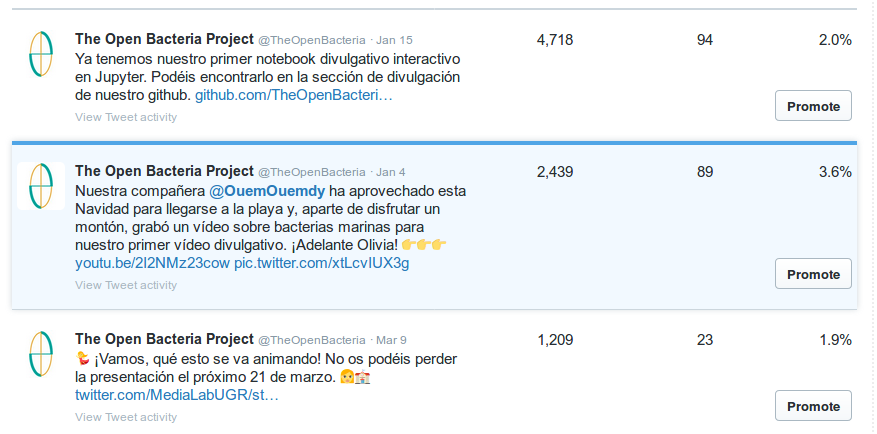 The Open Bacteria Project @TheOpenBacteria · Jan 15 4,718 94 2.0%
Ya tenemos nuestro primer notebook divulgativo interactivo
en Jupyter. Podéis encontrarlo en la sección de divulgación
de nuestro github. github.com/TheOpenBacteri…
Promote
View Tweet activity
The Open Bacteria Project @TheOpenBacteria · Jan 4 2,439 89 3.6%
Nuestra compañera @OuemOuemdy ha aprovechado esta
Navidad para llegarse a la playa y, aparte de disfrutar un
montón, grabó un vídeo sobre bacterias marinas para
nuestro primer vídeo divulgativo. ¡Adelante Olivia! 👉👉👉
youtu.be/2I2NMz23cow pic.twitter.com/xtLcvIUX3g
Promote
View Tweet activity
The Open Bacteria Project @TheOpenBacteria · Mar 9 1,209 23 1.9%
💃 ¡Vamos, qué esto se va animando! No os podéis perder
la presentación el próximo 21 de marzo. 👩🏫
twitter.com/MediaLabUGR/st…
Promote
View Tweet activity